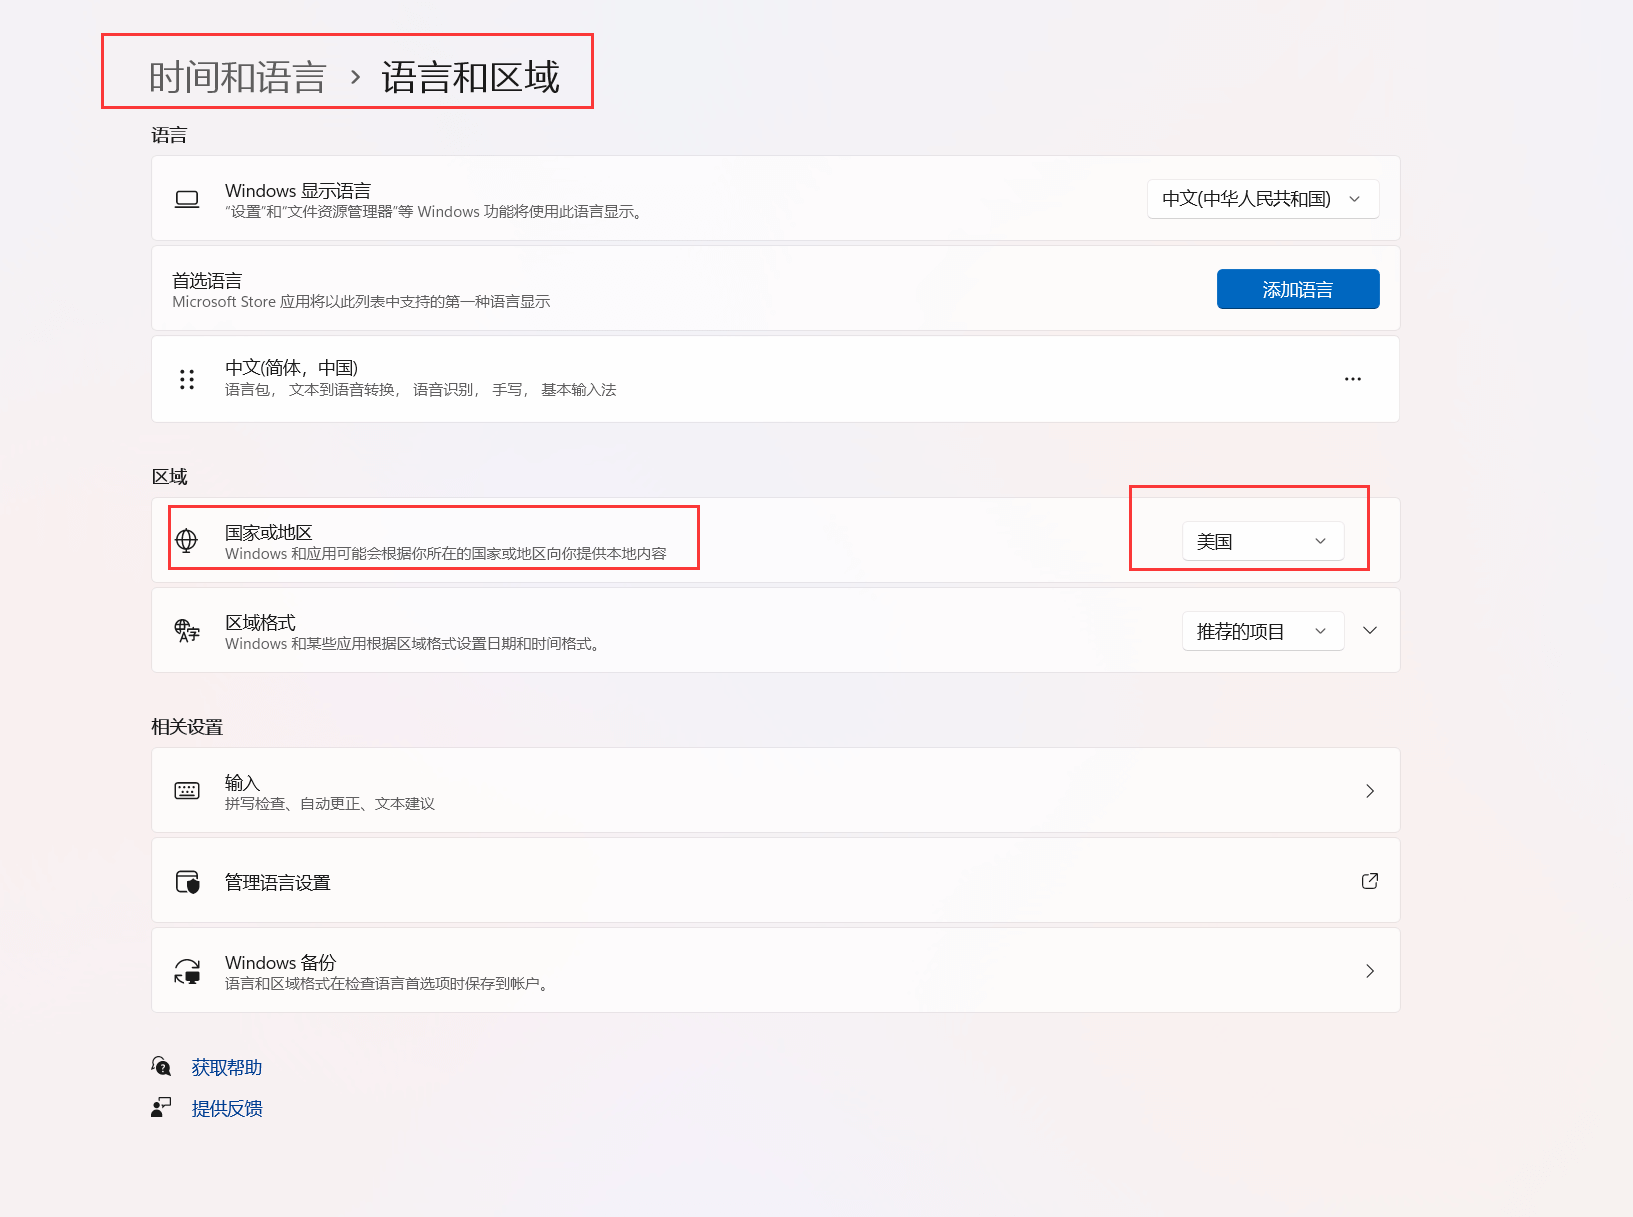 时间和语言 › 语言和区域
语言
Windows 显示语言
“设置”和“文件资源管理器”等 Windows 功能将使用此语言显示。
中文(中华人民共和国)
首选语言
Microsoft Store 应用将以此列表中支持的第一种语言显示
添加语言
中文(简体，中国)
语言包， 文本到语音转换， 语音识别， 手写， 基本输入法
区域
国家或地区
Windows 和应用可能会根据你所在的国家或地区向你提供本地内容
美国
区域格式
Windows 和某些应用根据区域格式设置日期和时间格式。
推荐的项目
相关设置
输入
拼写检查、自动更正、文本建议
管理语言设置
Windows 备份
语言和区域格式在检查语言首选项时保存到帐户。
获取帮助
提供反馈